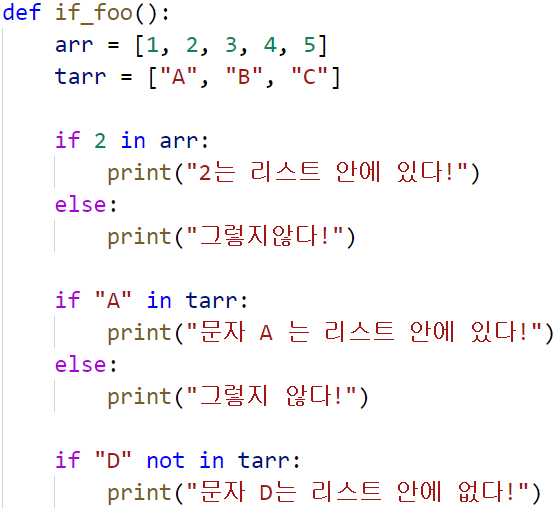 def if_foo():
    arr = [1, 2, 3, 4, 5]
    tarr = ["A", "B", "C"]

    if 2 in arr:
        print("2는 리스트 안에 있다!")
    else:
        print("그렇지않다!")

    if "A" in tarr:
        print("문자 A 는 리스트 안에 있다!")
    else:
        print("그렇지 않다!")

    if "D" not in tarr:
        print("문자 D는 리스트 안에 없다!")